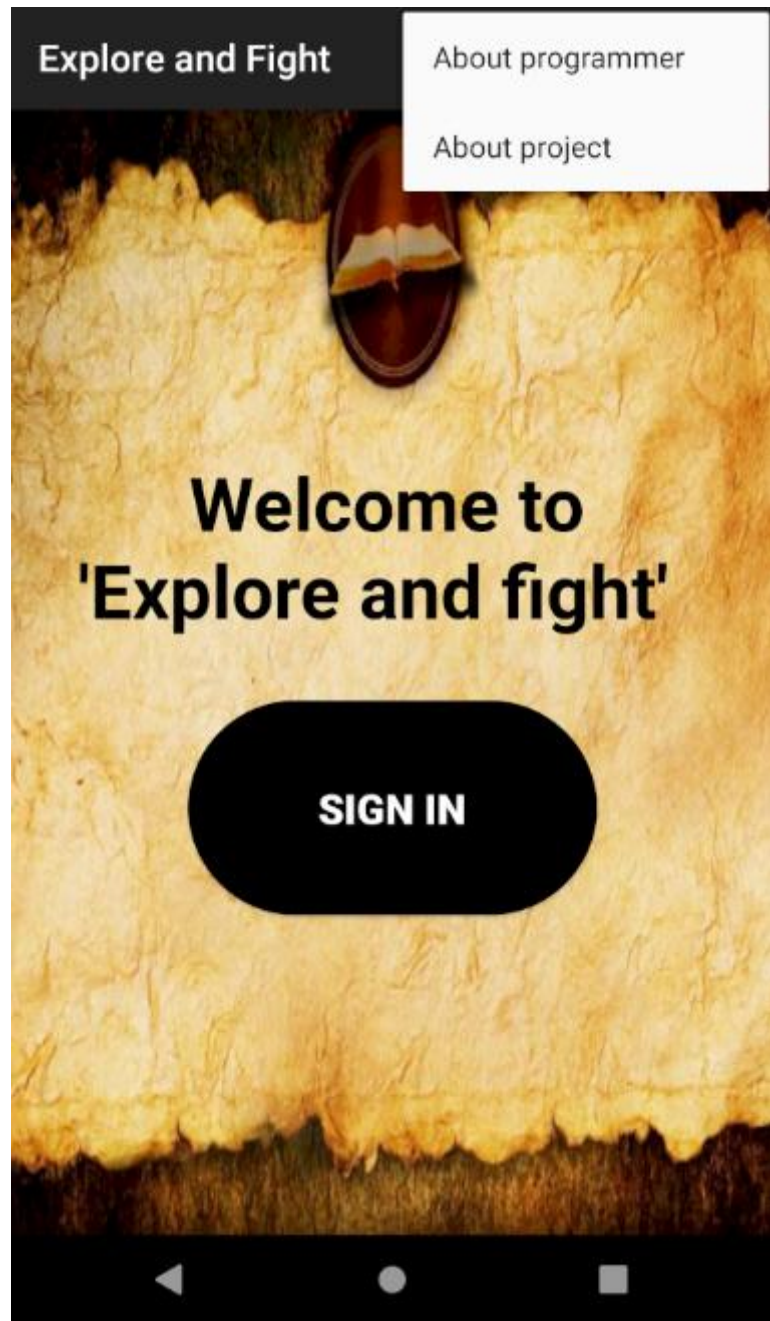 Explore and Fight
About programmer
About project
Welcome to
'Explore and fight'
SIGN IN